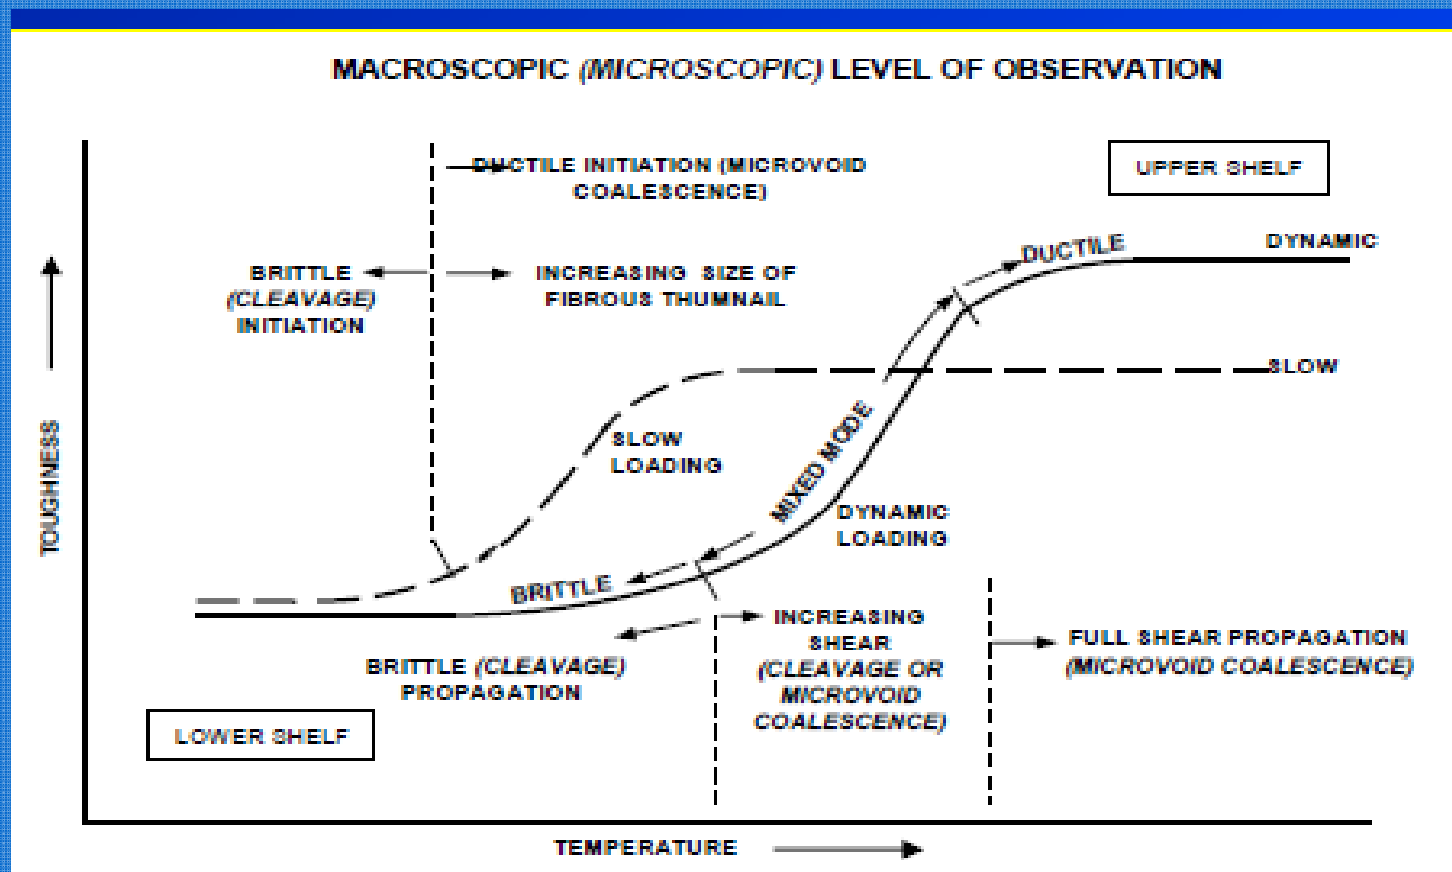 MACROSCOPIC (MICROSCOPIC) LEVEL OF OBSERVATION
DUCTILE INITIATION (MICROVOID
COALESCENCE)
UPPER SHELF
BRITTLE
(CLEAVAGE)
INITIATION
INCREASING SIZE OF
FIBROUS THUMNAIL
DUCTILE
DYNAMIC
SLOW
SLOW
LOADING
MIXED MODE
DYNAMIC
LOADING
TOUGHNESS
BRITTLE
BRITTLE (CLEAVAGE)
PROPAGATION
INCREASING
SHEAR
(CLEAVAGE OR
MICROVOID
COALESCENCE)
FULL SHEAR PROPAGATION
(MICROVOID COALESCENCE)
LOWER SHELF
TEMPERATURE